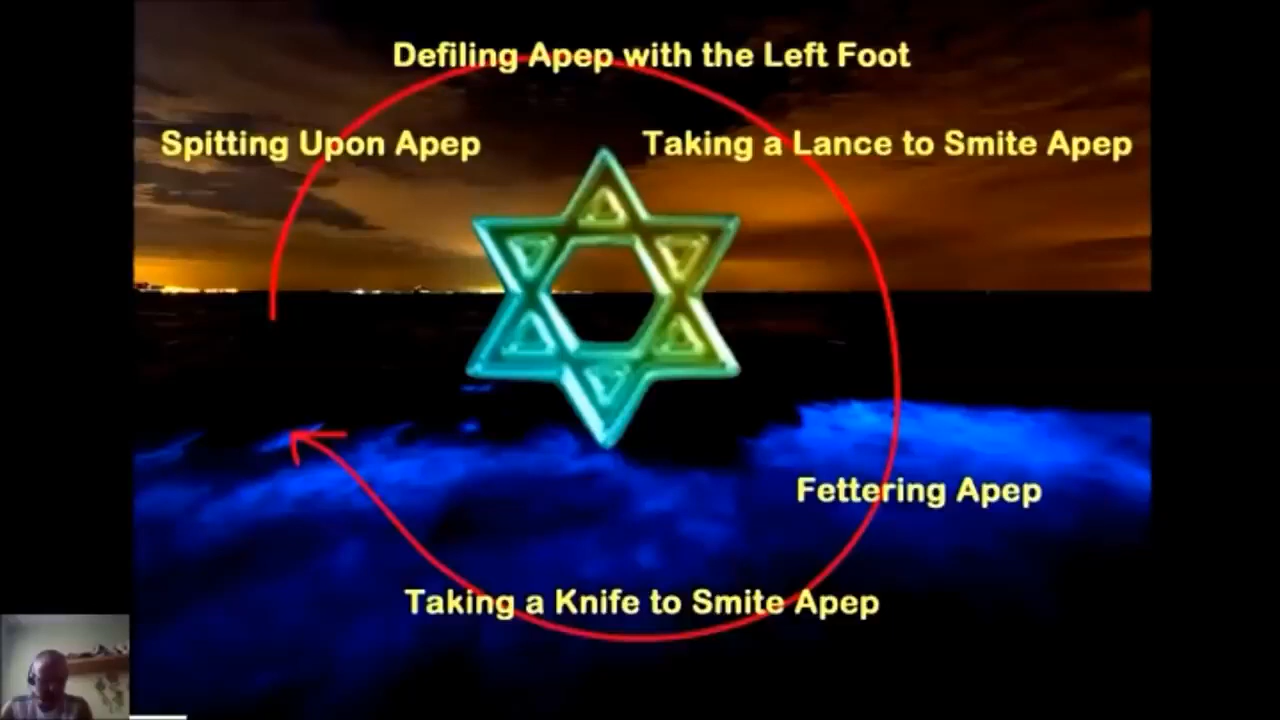 Defiling Apep with the Left Foot
Spitting Upon Apep
Taking a Lance to Smite Apep
Fettering Apep
Taking a Knife to Smite Apep